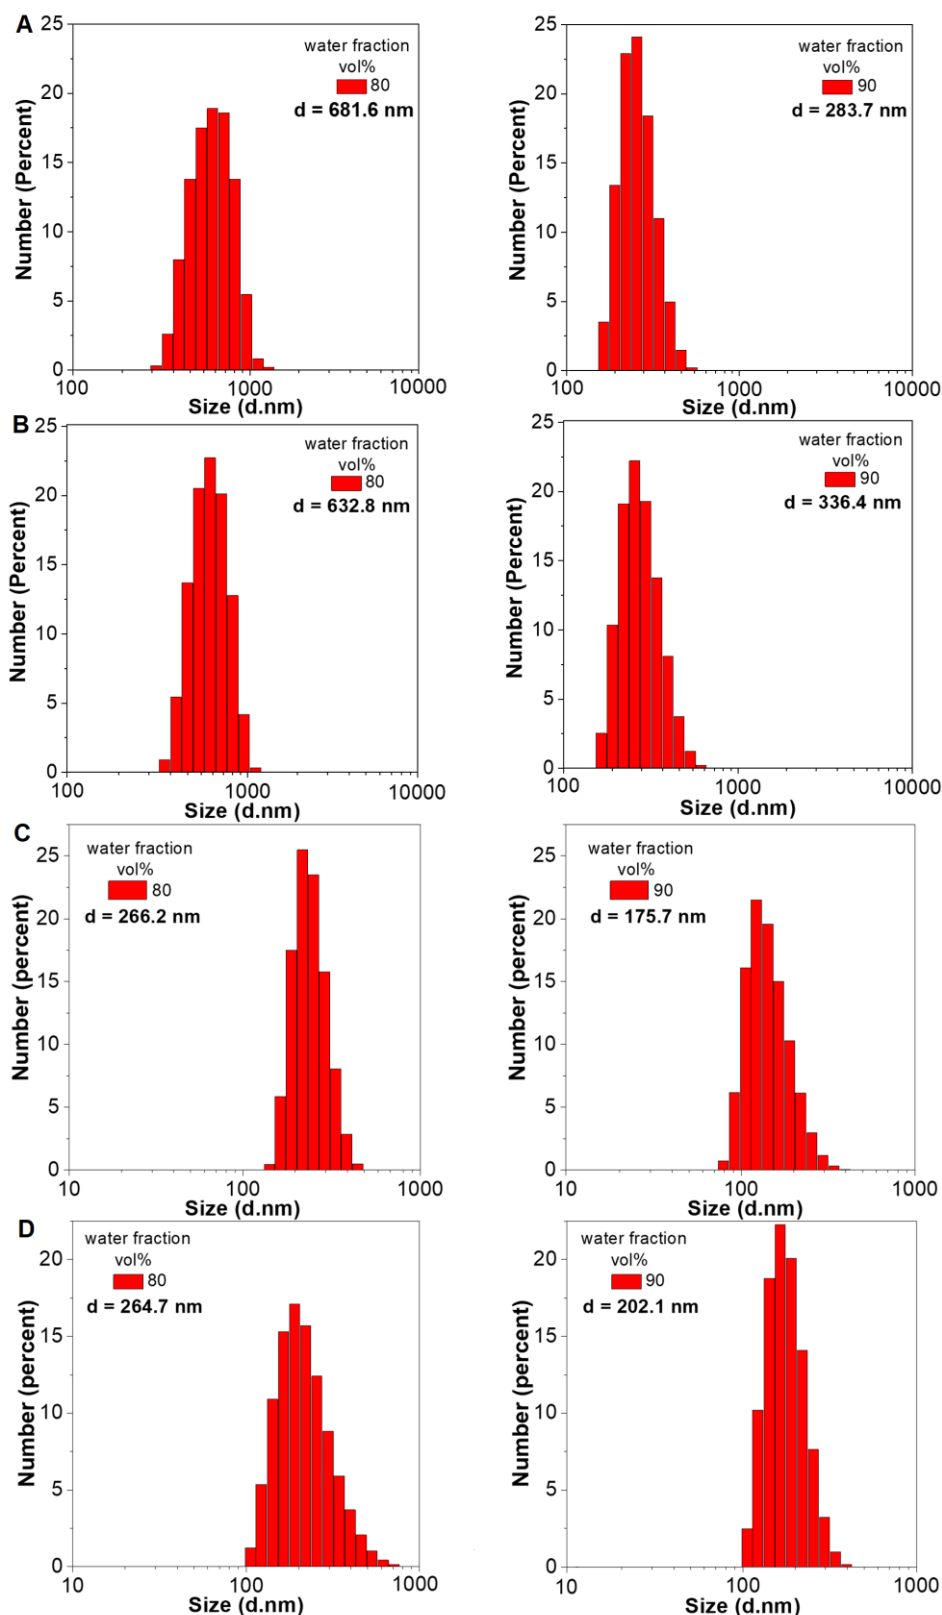 A
25
20
15
10
5
0
Number (Percent)
water fraction
vol%
80
d = 681.6 nm
100
1000
10000
Size (d.nm)
25
20
15
10
5
0
Number (Percent)
water fraction
vol%
90
d = 283.7 nm
100
1000
10000
Size (d.nm)
B
25
20
15
10
5
0
Number (Percent)
water fraction
vol%
80
d = 632.8 nm
100
1000
10000
Size (d.nm)
25
20
15
10
5
0
Number (Percent)
water fraction
vol%
90
d = 336.4 nm
100
1000
10000
Size (d.nm)
C
25
20
15
10
5
0
Number (percent)
water fraction
vol%
80
d = 266.2 nm
10
100
1000
Size (d.nm)
25
20
15
10
5
0
Number (percent)
water fraction
vol%
90
d = 175.7 nm
10
100
1000
Size (d.nm)
D
20
15
10
5
0
Number (percent)
water fraction
vol%
80
d = 264.7 nm
10
100
1000
Size (d.nm)
20
15
10
5
0
Number (percent)
water fraction
vol%
90
d = 202.1 nm
10
100
1000
Size (d.nm)